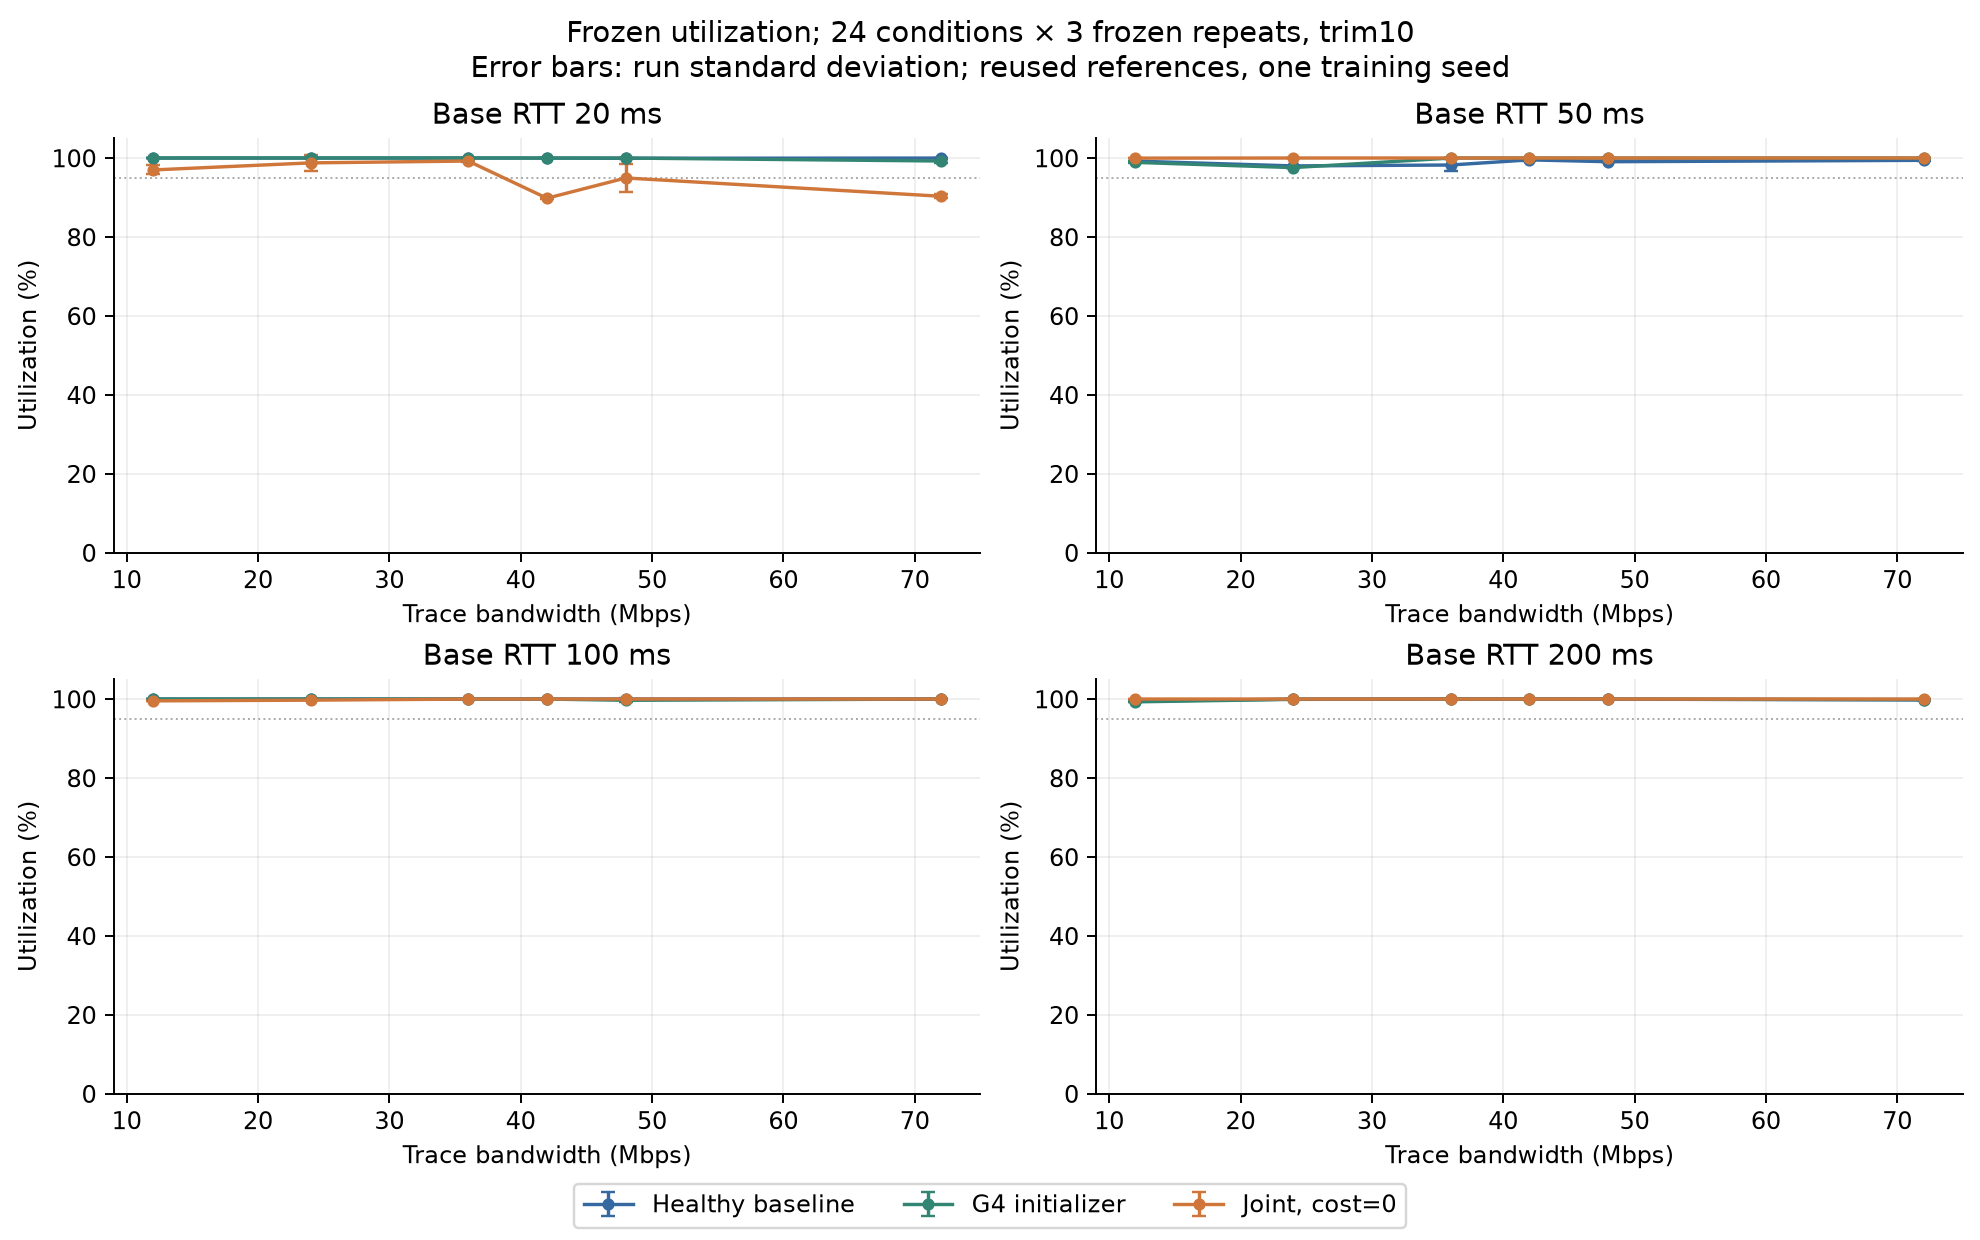 Frozen utilization; 24 conditions × 3 frozen repeats, trim10
Error bars: run standard deviation; reused references, one training seed
Base RTT 20 ms
100
80
60
40
20
0
Utilization (%)
10 20 30 40 50 60 70
Trace bandwidth (Mbps)
Base RTT 50 ms
100
80
60
40
20
0
Utilization (%)
10 20 30 40 50 60 70
Trace bandwidth (Mbps)
Base RTT 100 ms
100
80
60
40
20
0
Utilization (%)
10 20 30 40 50 60 70
Trace bandwidth (Mbps)
Base RTT 200 ms
100
80
60
40
20
0
Utilization (%)
10 20 30 40 50 60 70
Trace bandwidth (Mbps)
Healthy baseline G4 initializer Joint, cost=0